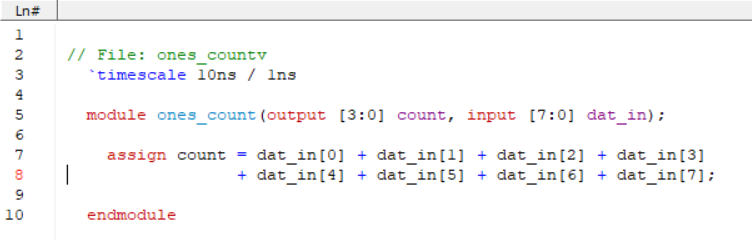 Ln#
1
2 // File: ones_countv
3 `timescale 10ns / 1ns
4
5 module ones_count(output [3:0] count, input [7:0] dat_in);
6
7 assign count = dat_in[0] + dat_in[1] + dat_in[2] + dat_in[3]
8 + dat_in[4] + dat_in[5] + dat_in[6] + dat_in[7];
9
10 endmodule